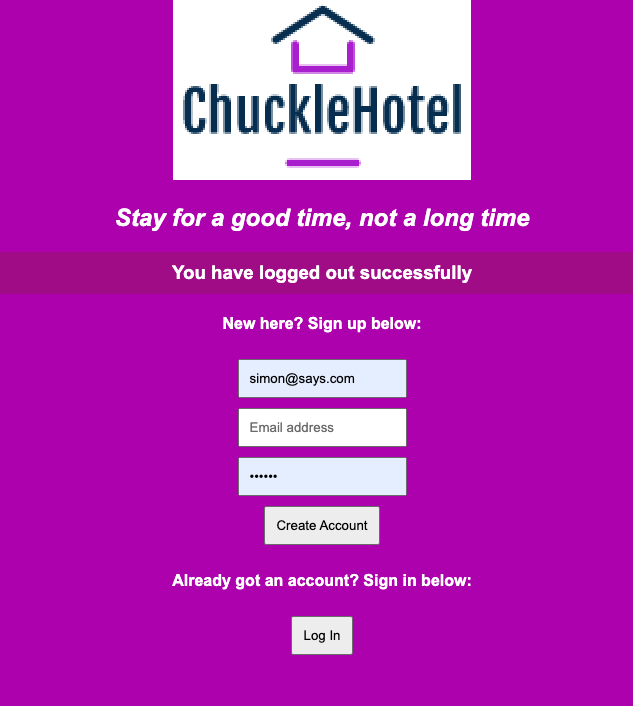 ChuckleHotel
Stay for a good time, not a long time
You have logged out successfully
New here? Sign up below:
simon@says.com
Email address
••••••
Create Account
Already got an account? Sign in below:
Log In